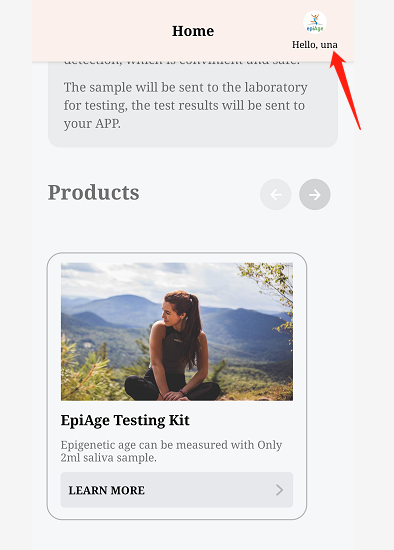 Home
epiAge
Hello, una
detection, which is convinient and safe.
The sample will be sent to the laboratory
for testing, the test results will be sent to
your APP.
Products
EpiAge Testing Kit
Epigenetic age can be measured with Only
2ml saliva sample.
LEARN MORE